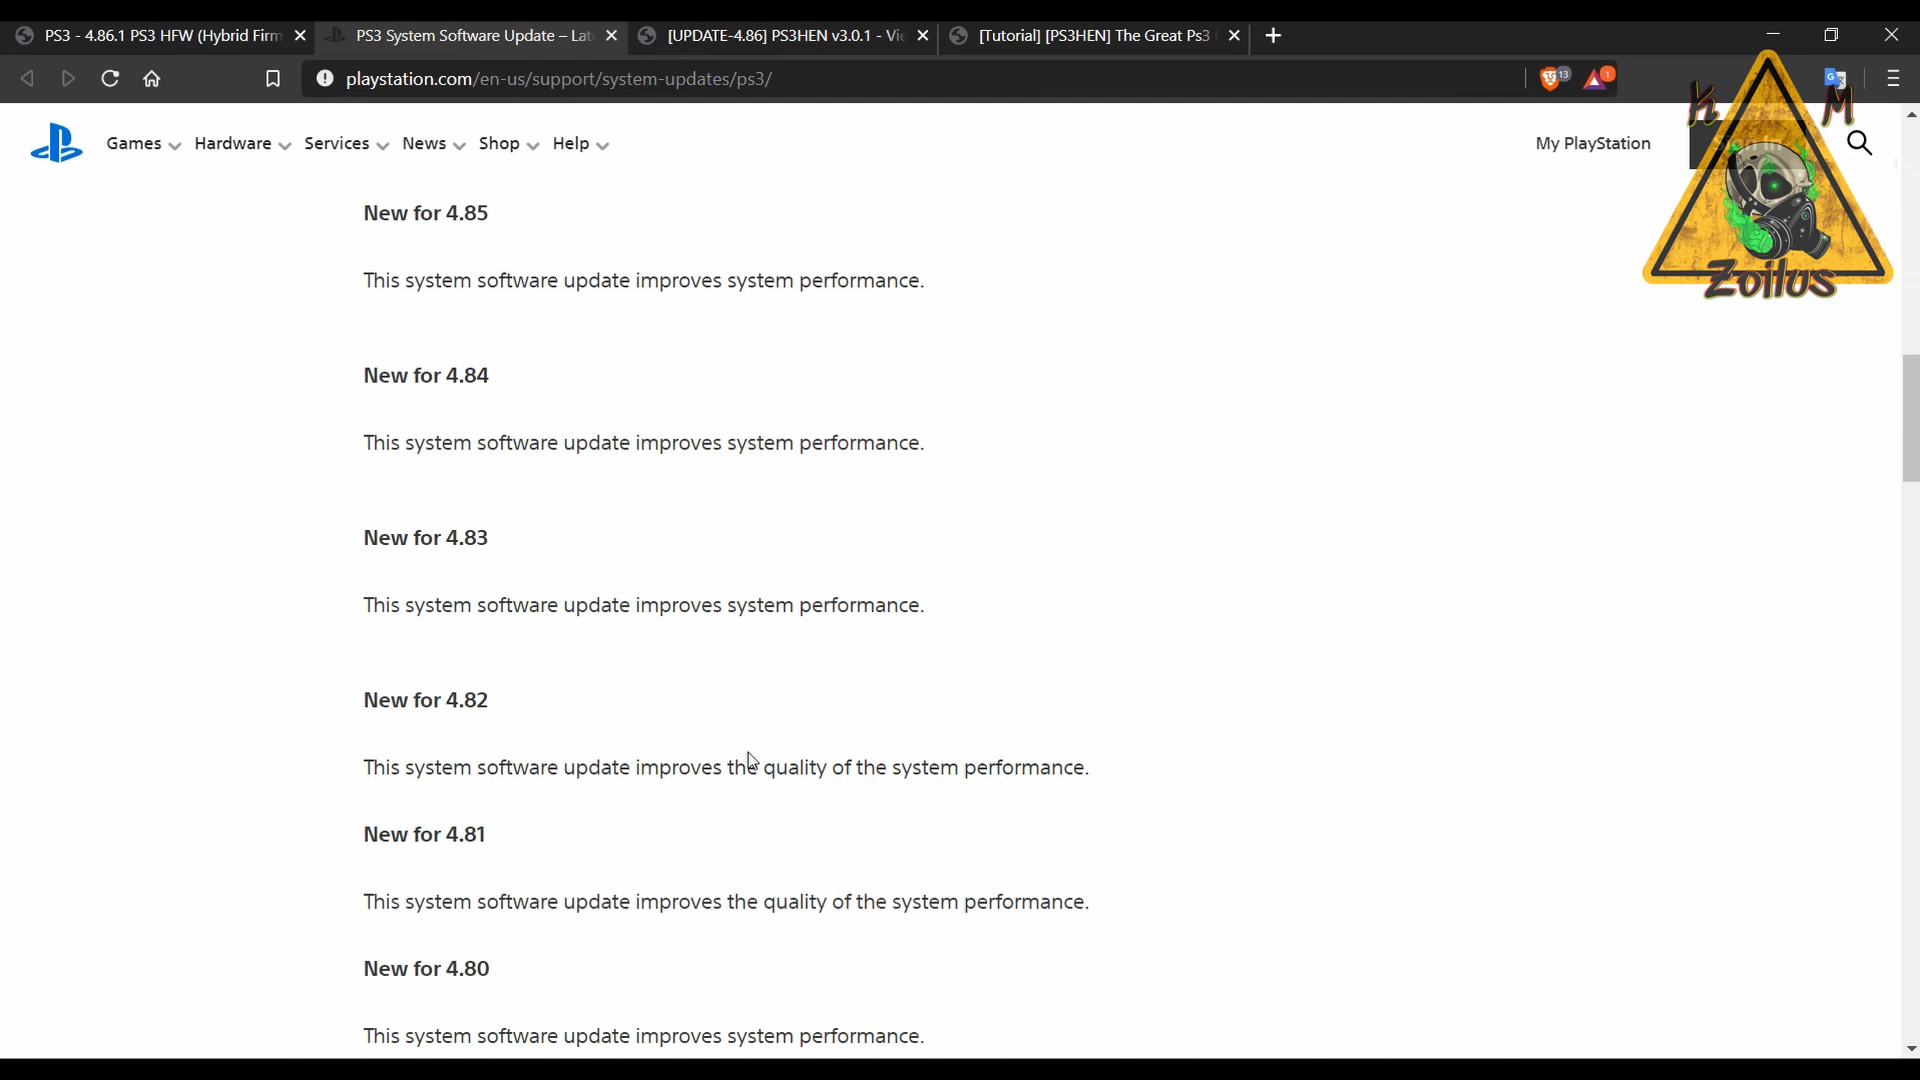 PS3 - 4.86.1 PS3 HFW (Hybrid Firm
PS3 System Software Update – Lat
[UPDATE-4.86] PS3HEN v3.0.1 - Vie
[Tutorial] [PS3HEN] The Great Ps3
playstation.com/en-us/support/system-updates/ps3/
13
1
K M
Zoilus
Games Hardware Services News Shop Help My PlayStation
New for 4.85
This system software update improves system performance.
New for 4.84
This system software update improves system performance.
New for 4.83
This system software update improves system performance.
New for 4.82
This system software update improves the quality of the system performance.
New for 4.81
This system software update improves the quality of the system performance.
New for 4.80
This system software update improves system performance.